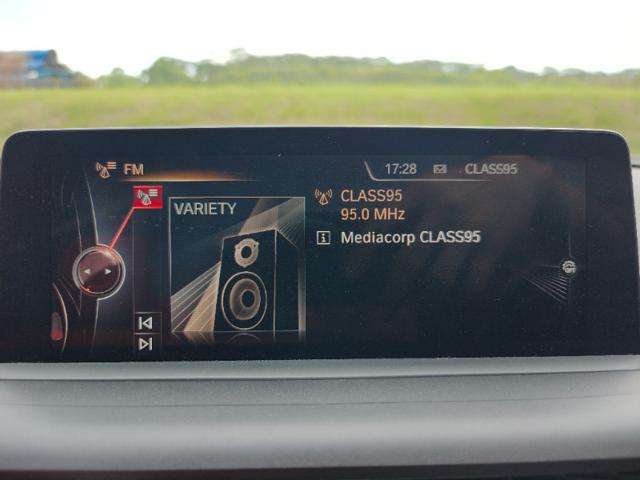 FM
17:28 CLASS95
VARIETY
CLASS95
95.0 MHz
Mediacorp CLASS95